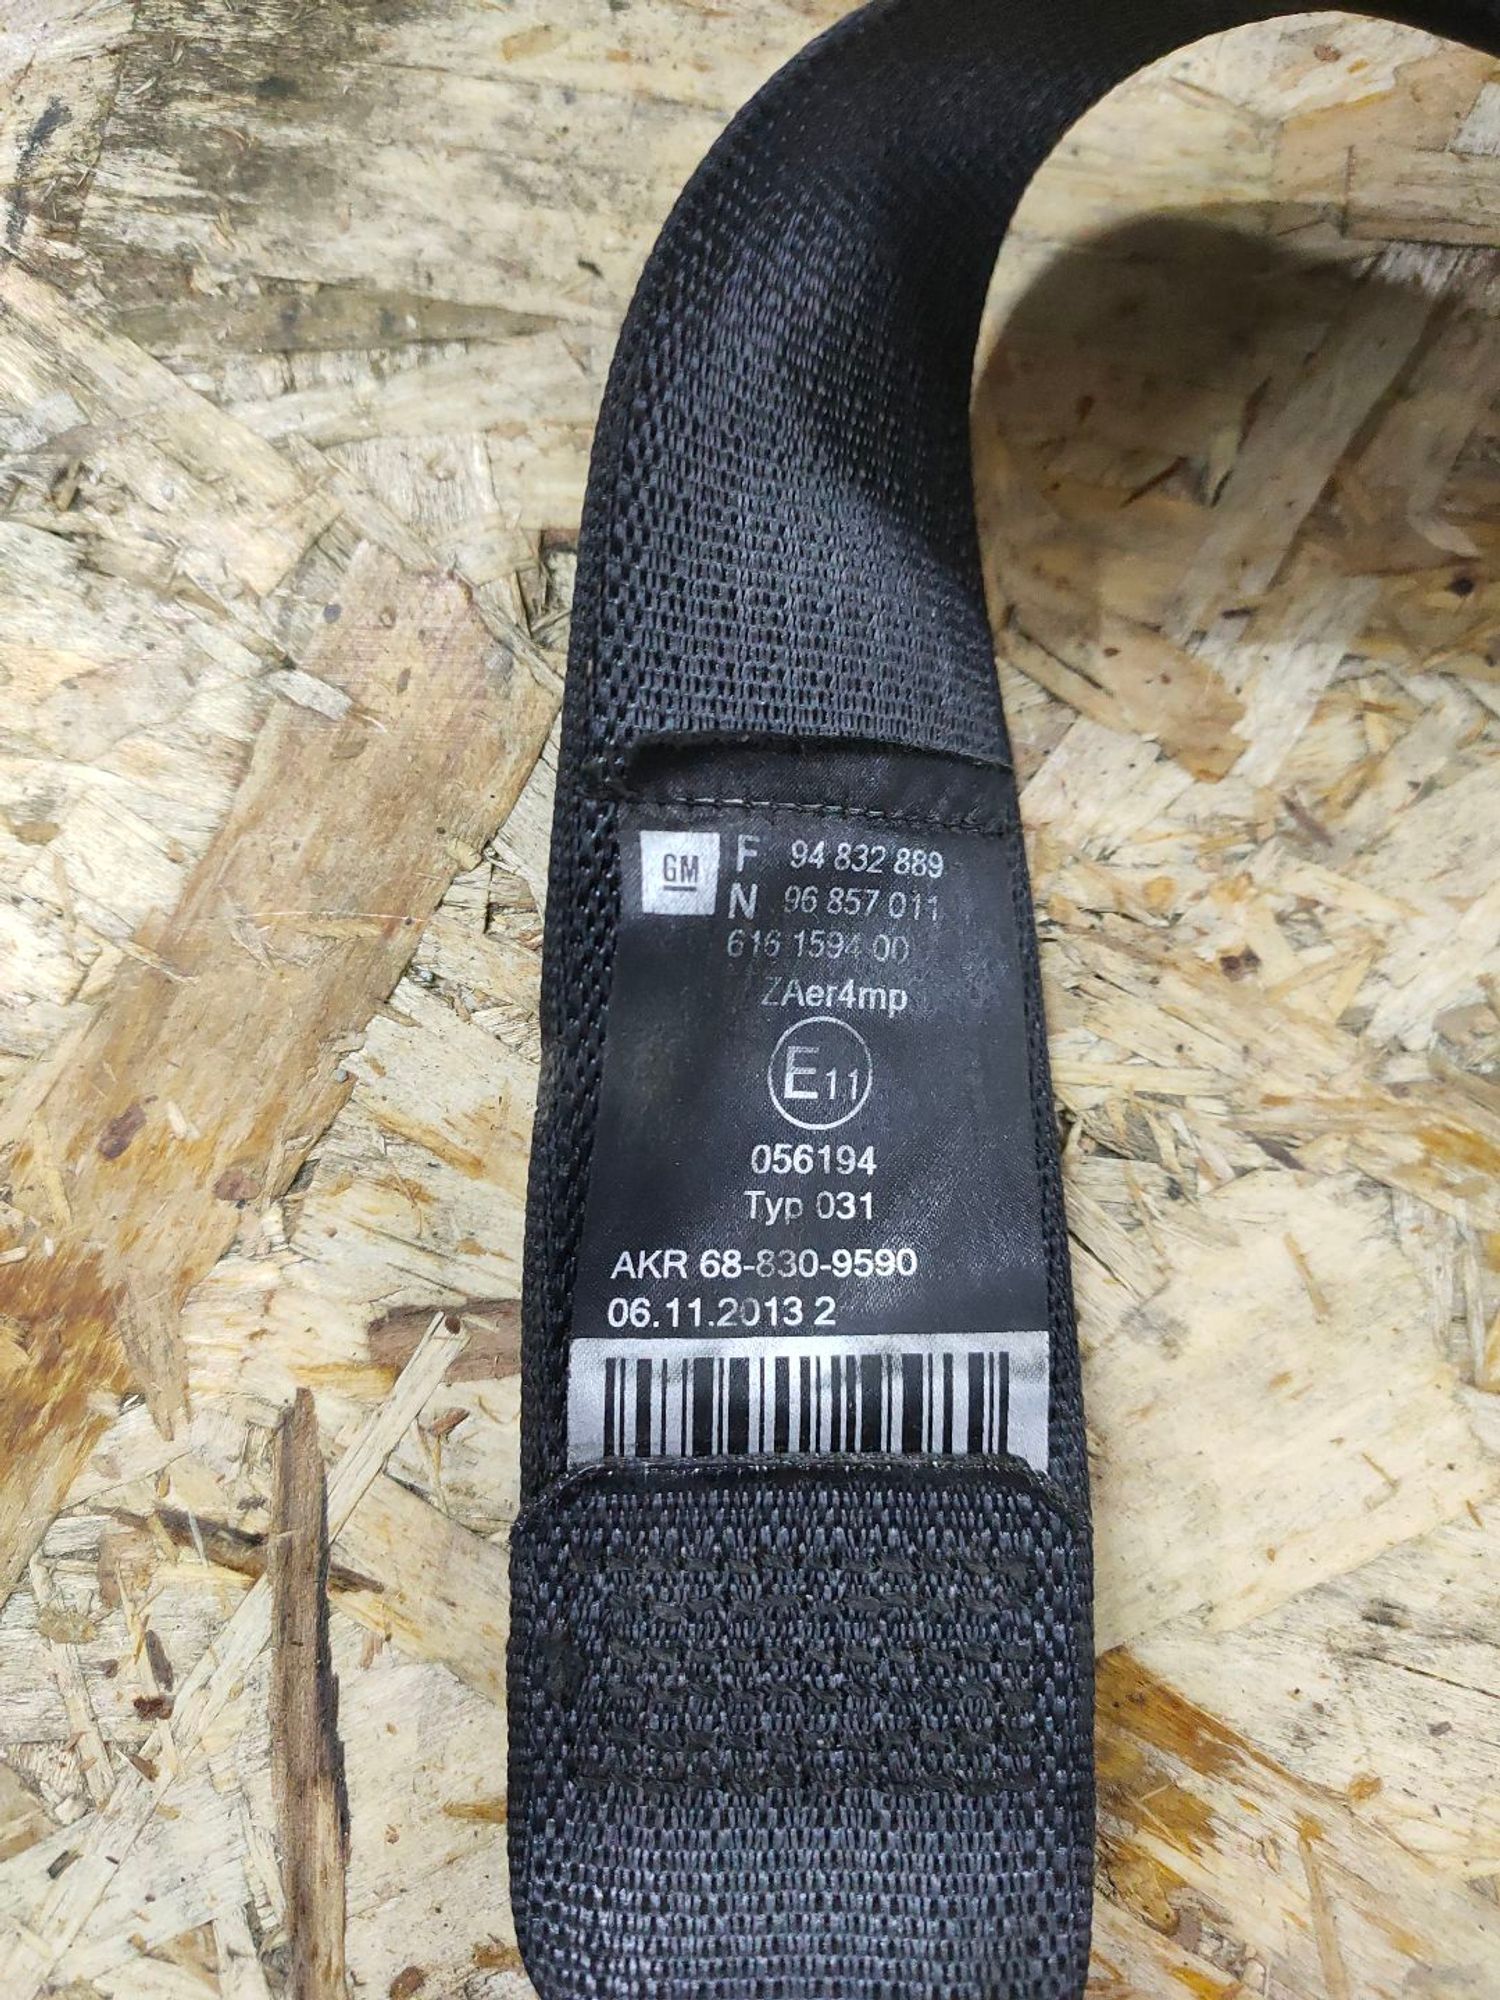 GM F 94 832 889
N 96 857 011
616 1594 00
ZAer4mp
E11
056194
Typ 031
AKR 68-830-9590
06.11.2013 2